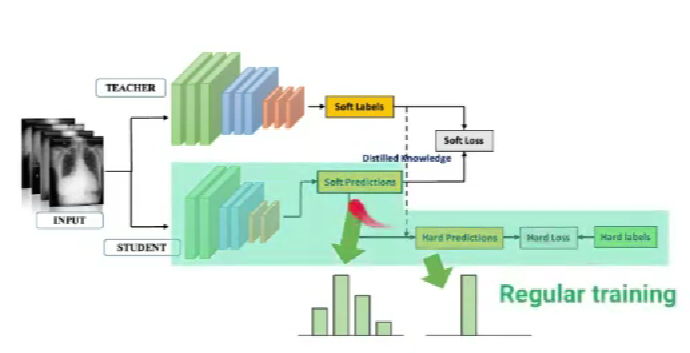 TEACHER
Soft Labels
Soft Loss
Distilled Knowledge
Soft Predictions
INPUT
STUDENT
Hard Predictions
Hard Loss
Hard labels
Regular training